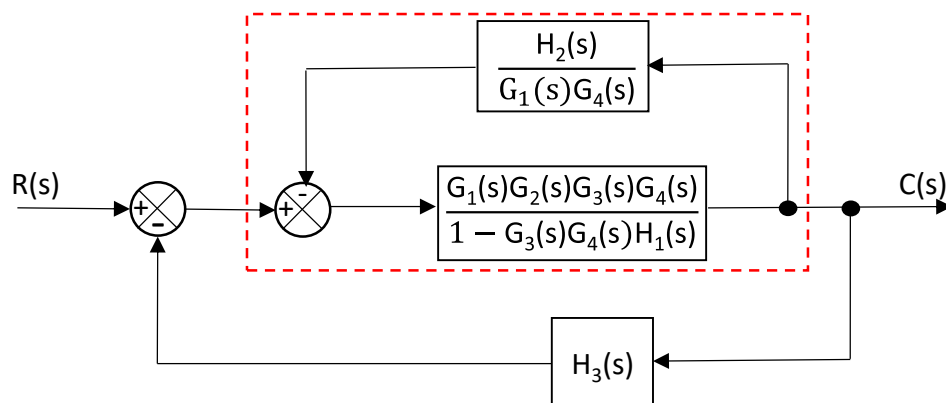 H₂(s)
G₁(s)G₄(s)
R(s)
+
-
+
-
G₁(s)G₂(s)G₃(s)G₄(s)
1 − G₃(s)G₄(s)H₁(s)
C(s)
H₃(s)